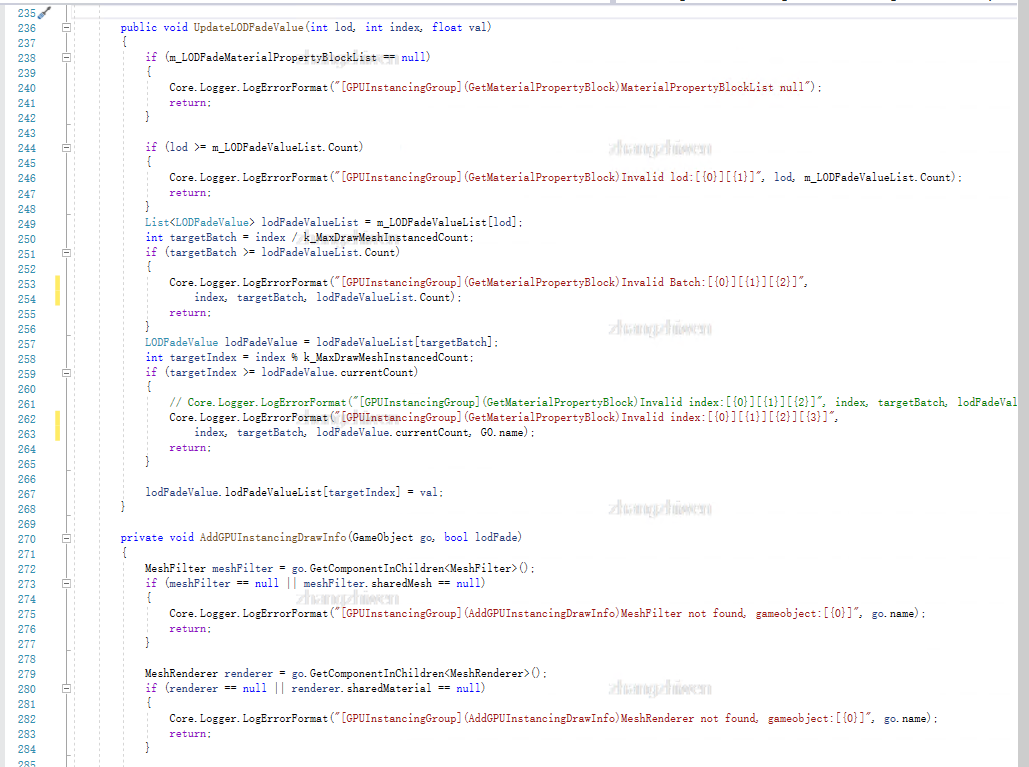 235
236 public void UpdateLODFadeValue(int lod, int index, float val)
237 {
238 if (m_LODFadeMaterialPropertyBlockList == null)
239 {
240 Core.Logger.LogErrorFormat("[GPUInstancingGroup](GetMaterialPropertyBlock)MaterialPropertyBlockList null");
241 return;
242 }
243
244 if (lod >= m_LODFadeValueList.Count)
245 {
246 Core.Logger.LogErrorFormat("[GPUInstancingGroup](GetMaterialPropertyBlock)Invalid lod:[{0}][{1}]", lod, m_LODFadeValueList.Count);
247 return;
248 }
249 List<LODFadeValue> lodFadeValueList = m_LODFadeValueList[lod];
250 int targetBatch = index / k_MaxDrawMeshInstancedCount;
251 if (targetBatch >= lodFadeValueList.Count)
252 {
253 Core.Logger.LogErrorFormat("[GPUInstancingGroup](GetMaterialPropertyBlock)Invalid Batch:[{0}][{1}][{2}]",
254 index, targetBatch, lodFadeValueList.Count);
255 return;
256 }
257 LODFadeValue lodFadeValue = lodFadeValueList[targetBatch];
258 int targetIndex = index % k_MaxDrawMeshInstancedCount;
259 if (targetIndex >= lodFadeValue.currentCount)
260 {
261 // Core.Logger.LogErrorFormat("[GPUInstancingGroup](GetMaterialPropertyBlock)Invalid index:[{0}][{1}][{2}]", index, targetBatch, lodFadeVal
262 Core.Logger.LogErrorFormat("[GPUInstancingGroup](GetMaterialPropertyBlock)Invalid index:[{0}][{1}][{2}][{3}]",
263 index, targetBatch, lodFadeValue.currentCount, GO.name);
264 return;
265 }
266
267 lodFadeValue.lodFadeValueList[targetIndex] = val;
268 }
269
270 private void AddGPUInstancingDrawInfo(GameObject go, bool lodFade)
271 {
272 MeshFilter meshFilter = go.GetComponentInChildren<MeshFilter>();
273 if (meshFilter == null || meshFilter.sharedMesh == null)
274 {
275 Core.Logger.LogErrorFormat("[GPUInstancingGroup](AddGPUInstancingDrawInfo)MeshFilter not found, gameobject:[{0}]", go.name);
276 return;
277 }
278
279 MeshRenderer renderer = go.GetComponentInChildren<MeshRenderer>();
280 if (renderer == null || renderer.sharedMaterial == null)
281 {
282 Core.Logger.LogErrorFormat("[GPUInstancingGroup](AddGPUInstancingDrawInfo)MeshRenderer not found, gameobject:[{0}]", go.name);
283 return;
284 }
285
zhangzhiwen
zhangzhiwen
zhangzhiwen
zhangzhiwen
zhangzhiwen